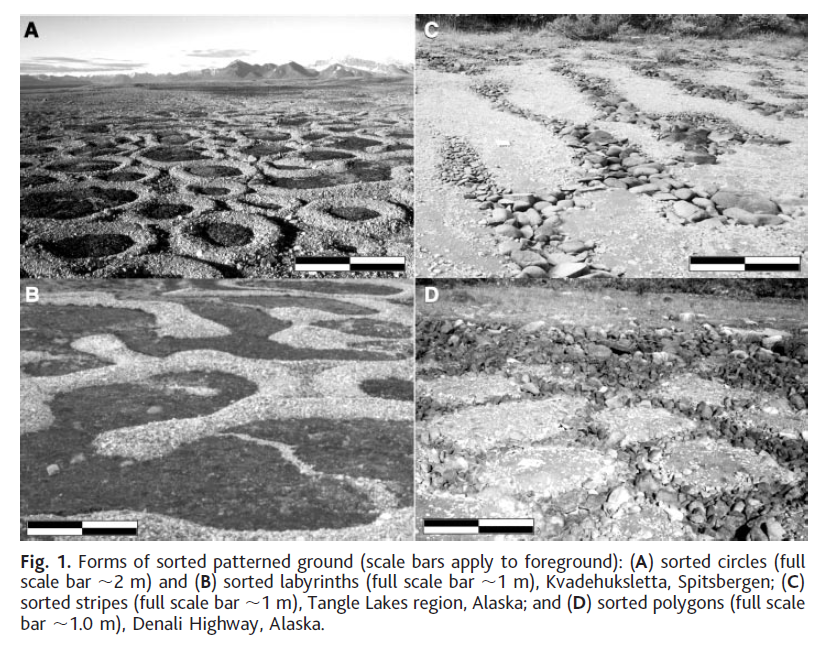 A
C
B
D
Fig. 1. Forms of sorted patterned ground (scale bars apply to foreground): (A) sorted circles (full
scale bar ~2 m) and (B) sorted labyrinths (full scale bar ~1 m), Kvadehuksletta, Spitsbergen; (C)
sorted stripes (full scale bar ~1 m), Tangle Lakes region, Alaska; and (D) sorted polygons (full scale
bar ~1.0 m), Denali Highway, Alaska.